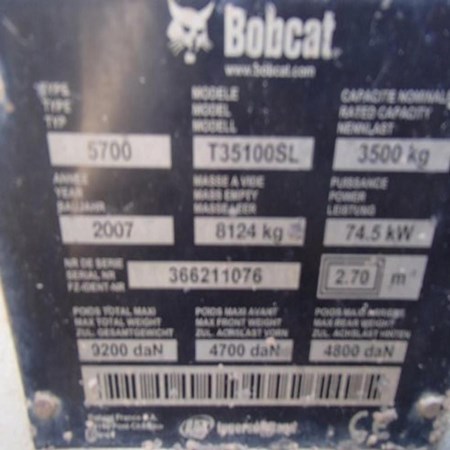 Bobcat
www.bobcat.com
TYPE MODELE CAPACITE NOMINALE
TYPE MODEL RATED CAPACITY
TYP MODELL NENNLAST
5700 T35100SL 3500 kg
ANNEE MASSE A VIDE PUISSANCE
YEAR MASS EMPTY POWER
BAUJAHR MASSE LEER LEISTUNG
2007 8124 kg 74.5 kW
NR DE SERIE
SERIAL NR
FZ-IDENT-NR
366211076
2.70 m
POIDS TOTAL MAXI POIDS MAXI AVANT POIDS MAXI ARRIERE
MAX TOTAL WEIGHT MAX FRONT WEIGHT MAX REAR WEIGHT
ZUL. GESAMTGEWICHT ZUL. ACHSLAST VORN ZUL. ACHSLAST HINTEN
9200 daN 4700 daN 4800 daN
Bobcat France S.A.
Ingersoll Rand
CE